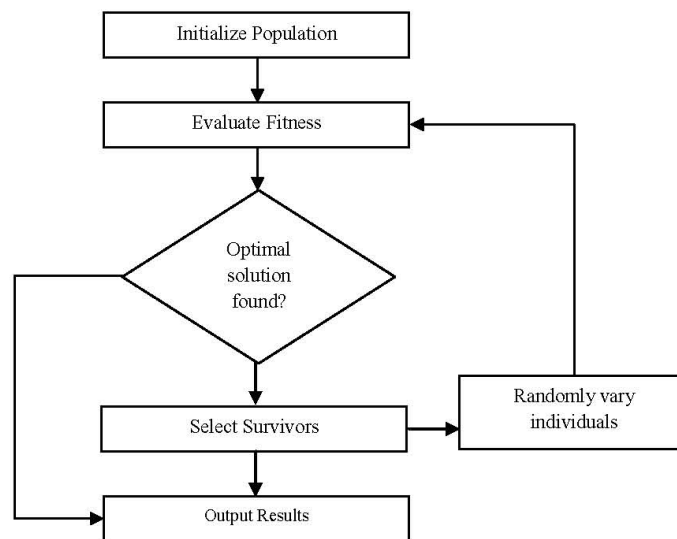 Initialize Population
Evaluate Fitness
Optimal
solution
found?
Randomly vary
individuals
Select Survivors
Output Results